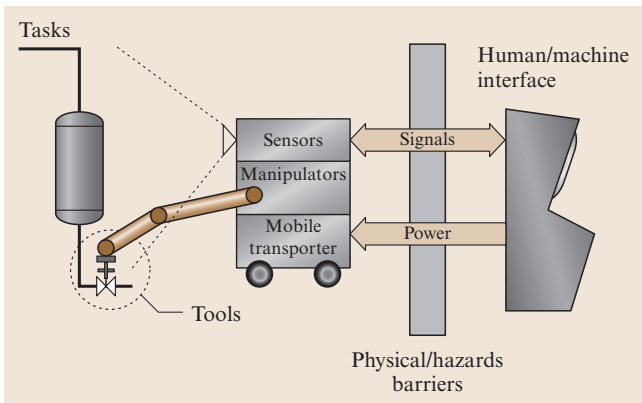 Tasks
Human/machine
interface
Sensors
Signals
Manipulators
Mobile
transporter
Power
Tools
Physical/hazards
barriers